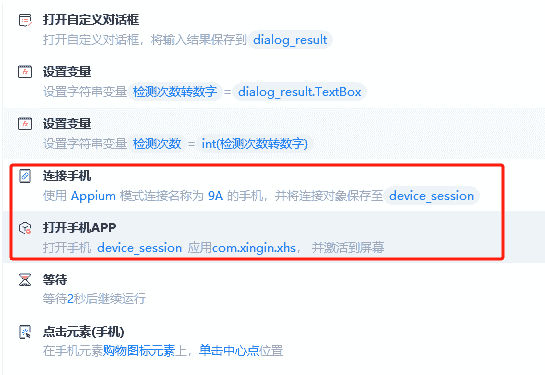 打开自定义对话框
打开自定义对话框，将输入结果保存到 dialog_result
设置变量
设置字符串变量 检测次数转数字 = dialog_result.TextBox
设置变量
设置字符串变量 检测次数 = int(检测次数转数字)
连接手机
使用 Appium 模式连接名称为 9A 的手机，并将连接对象保存至 device_session
打开手机APP
打开手机 device_session 应用com.xingin.xhs， 并激活到屏幕
等待
等待2秒后继续运行
点击元素(手机)
在手机元素购物图标元素上，单击中心点位置